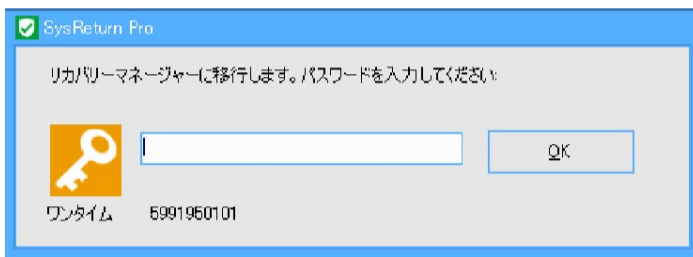 SysReturn Pro
リカバリーマネージャーに移行します。パスワードを入力してください:
OK
ワンタイム 5991950101